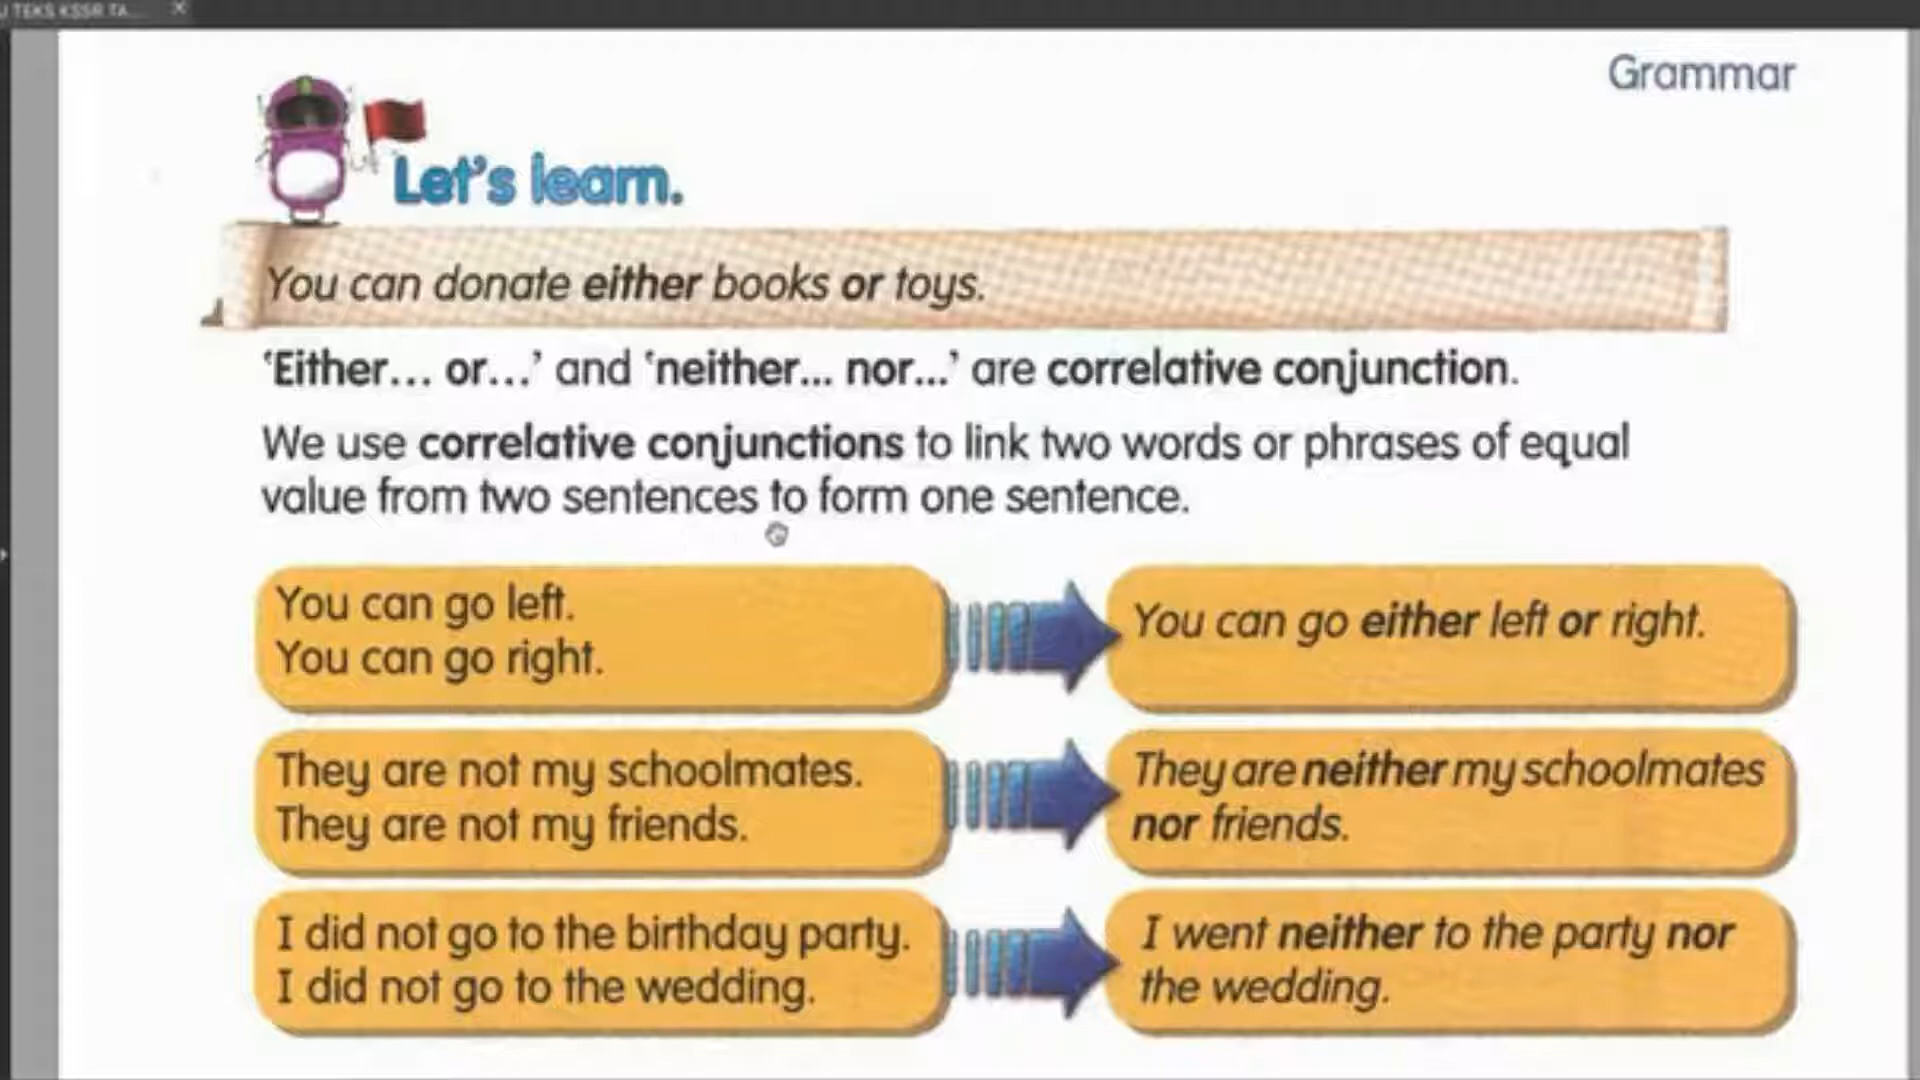 U TEKS KSSR TA...
Grammar
Let's learn.
You can donate either books or toys.
‘Either... or...’ and ‘neither... nor...’ are correlative conjunction.
We use correlative conjunctions to link two words or phrases of equal
value from two sentences to form one sentence.
You can go left.
You can go right.
You can go either left or right.
They are not my schoolmates.
They are not my friends.
They are neither my schoolmates
nor friends.
I did not go to the birthday party.
I did not go to the wedding.
I went neither to the party nor
the wedding.